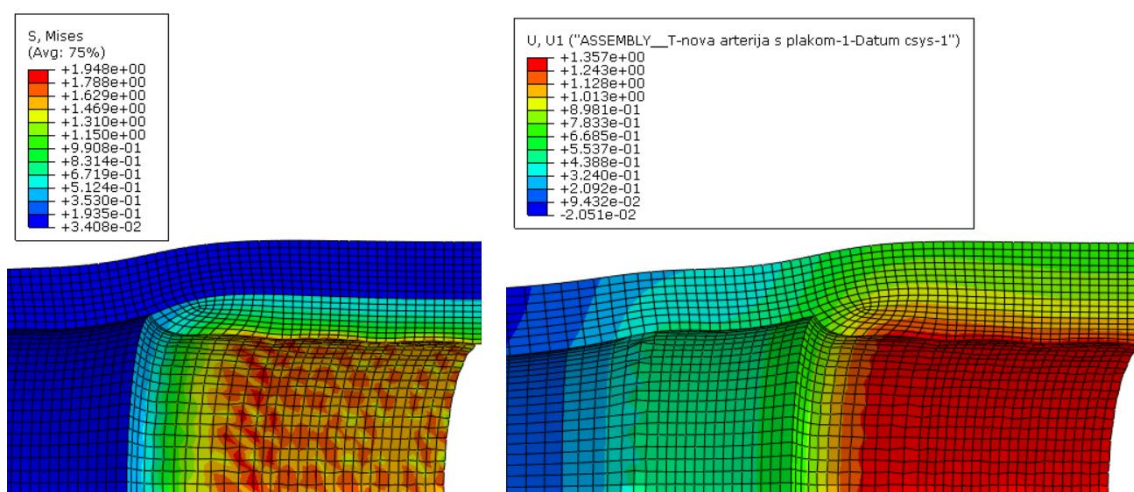 S, Mises
(Avg: 75%)
+1.948e+00
+1.788e+00
+1.629e+00
+1.469e+00
+1.310e+00
+1.150e+00
+9.908e-01
+8.314e-01
+6.719e-01
+5.124e-01
+3.530e-01
+1.935e-01
+3.408e-02
U, U1 ("ASSEMBLY__T-nova arterija s plakom-1-Datum csys-1")
+1.357e+00
+1.243e+00
+1.128e+00
+1.013e+00
+8.981e-01
+7.833e-01
+6.685e-01
+5.537e-01
+4.388e-01
+3.240e-01
+2.092e-01
+9.432e-02
-2.051e-02